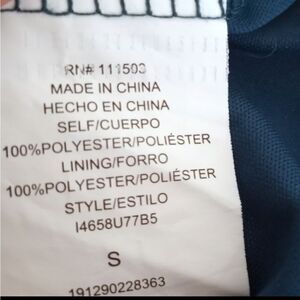 RN# 111503
MADE IN CHINA
HECHO EN CHINA
SELF/CUERPO
100%POLYESTER/POLIÉSTER
LINING/FORRO
100%POLYESTER/POLIÉSTER
STYLE/ESTILO
I4658U77B5
S
191290228363